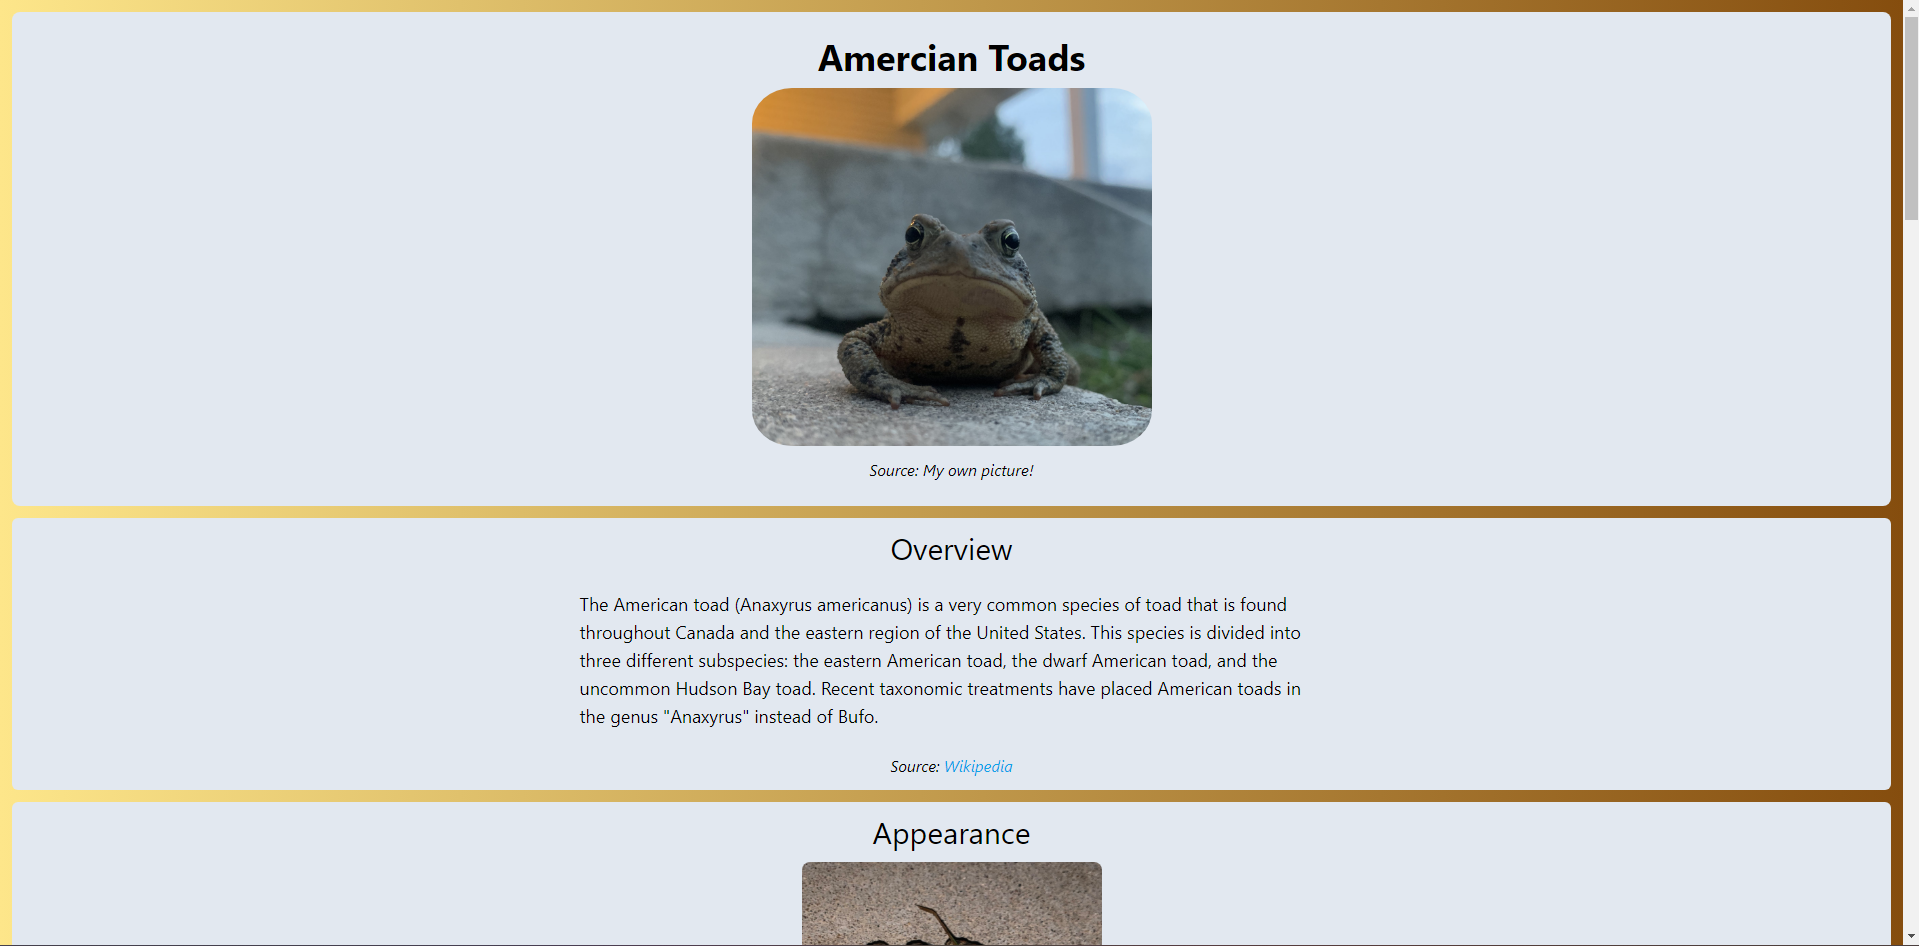 Amercian Toads
Source: My own picture!
Overview
The American toad (Anaxyrus americanus) is a very common species of toad that is found
throughout Canada and the eastern region of the United States. This species is divided into
three different subspecies: the eastern American toad, the dwarf American toad, and the
uncommon Hudson Bay toad. Recent taxonomic treatments have placed American toads in
the genus "Anaxyrus" instead of Bufo.
Source: Wikipedia
Appearance